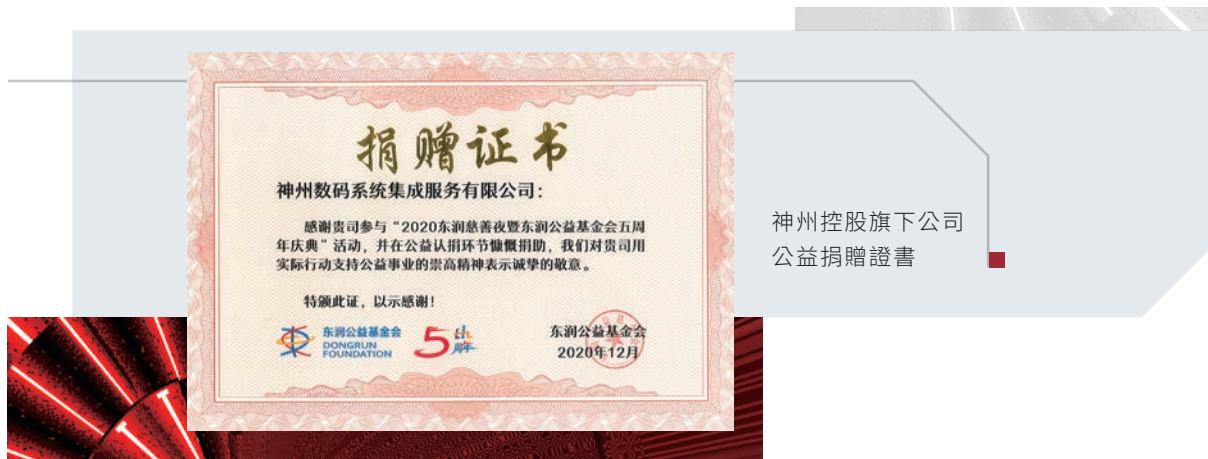 捐赠证书
神州数码系统集成服务有限公司：
感谢贵司参与“2020东润慈善夜暨东润公益基金会五周
年庆典”活动，并在公益认捐环节慷慨捐助，我们对贵司用
实际行动支持公益事业的崇高精神表示诚挚的敬意。
特颁此证，以示感谢！
东润公益基金会
DONGRUN
FOUNDATION
5th
周年
东润公益基金会
2020年12月
神州控股旗下公司
公益捐贈證書